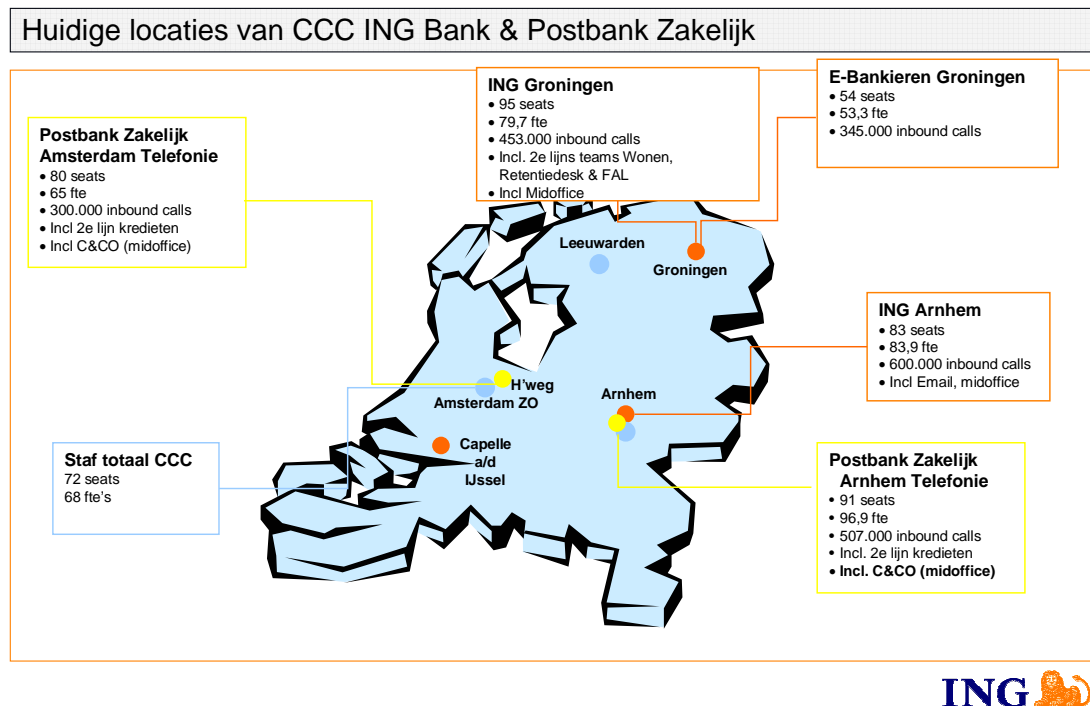 Huidige locaties van CCC ING Bank & Postbank Zakelijk
ING Groningen
• 95 seats
• 79,7 fte
• 453.000 inbound calls
• Incl. 2e lijns teams Wonen,
Retentiedesk & FAL
• Incl Midoffice
E-Bankieren Groningen
• 54 seats
• 53,3 fte
• 345.000 inbound calls
Postbank Zakelijk
Amsterdam Telefonie
• 80 seats
• 65 fte
• 300.000 inbound calls
• Incl 2e lijn kredieten
• Incl C&CO (midoffice)
Leeuwarden
Groningen
ING Arnhem
• 83 seats
• 83,9 fte
• 600.000 inbound calls
• Incl Email, midoffice
H'weg
Amsterdam ZO
Arnhem
Capelle
a/d
IJssel
Staf totaal CCC
72 seats
68 fte's
Postbank Zakelijk
Arnhem Telefonie
• 91 seats
• 96,9 fte
• 507.000 inbound calls
• Incl. 2e lijn kredieten
• Incl. C&CO (midoffice)
ING